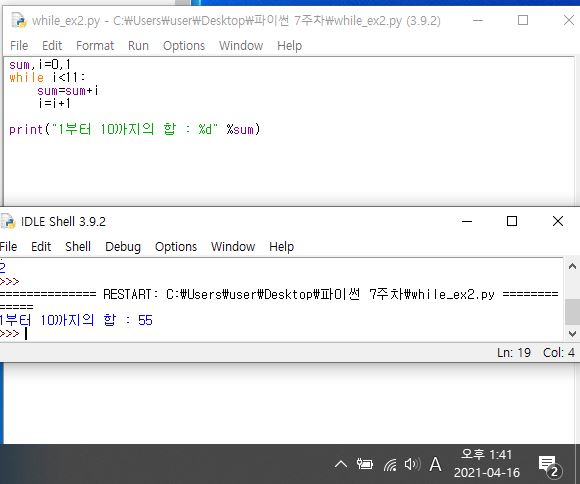 while_ex2.py - C:₩Users₩user₩Desktop₩파이썬 7주차₩while_ex2.py (3.9.2)
File Edit Format Run Options Window Help
sum,i=0,1
while i<11:
    sum=sum+i
    i=i+1
print("1부터 10까지의 합 : %d" %sum)
IDLE Shell 3.9.2
File Edit Shell Debug Options Window Help
2
>>>
============== RESTART: C:₩Users₩user₩Desktop₩파이썬 7주차₩while_ex2.py ========
=====
1부터 10까지의 합 : 55
>>>
Ln: 19 Col: 4
A
오후 1:41
2021-04-16
2